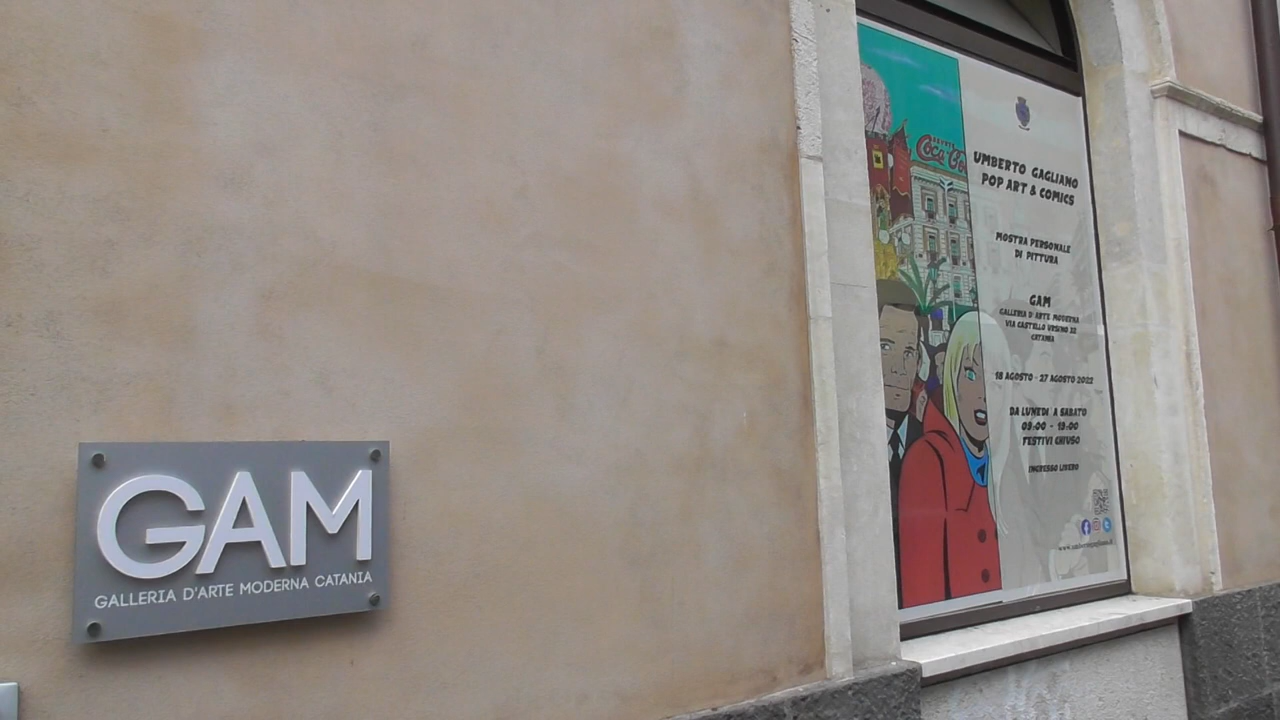 GAM
GALLERIA D'ARTE MODERNA CATANIA
Coca Co
UMBERTO GAGLIANO
POP ART & COMICS
MOSTRA PERSONALE
DI PITTURA
GAM
GALLERIA D'ARTE MODERNA
VIA CASTELLO URSINO 32
CATANIA
18 AGOSTO - 27 AGOSTO 2022
DA LUNEDI A SABATO
09:00 - 19:00
FESTIVI CHIUSO
INGRESSO LIBERO